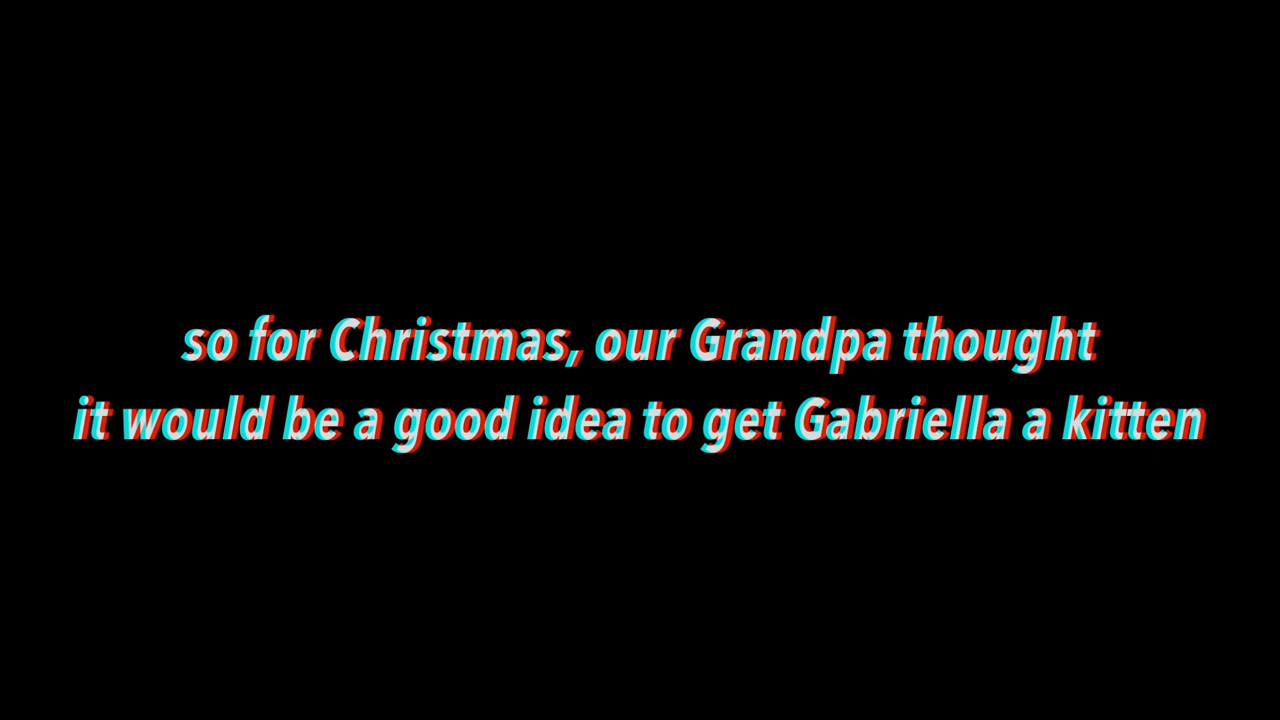 so for Christmas, our Grandpa thought
it would be a good idea to get Gabriella a kitten